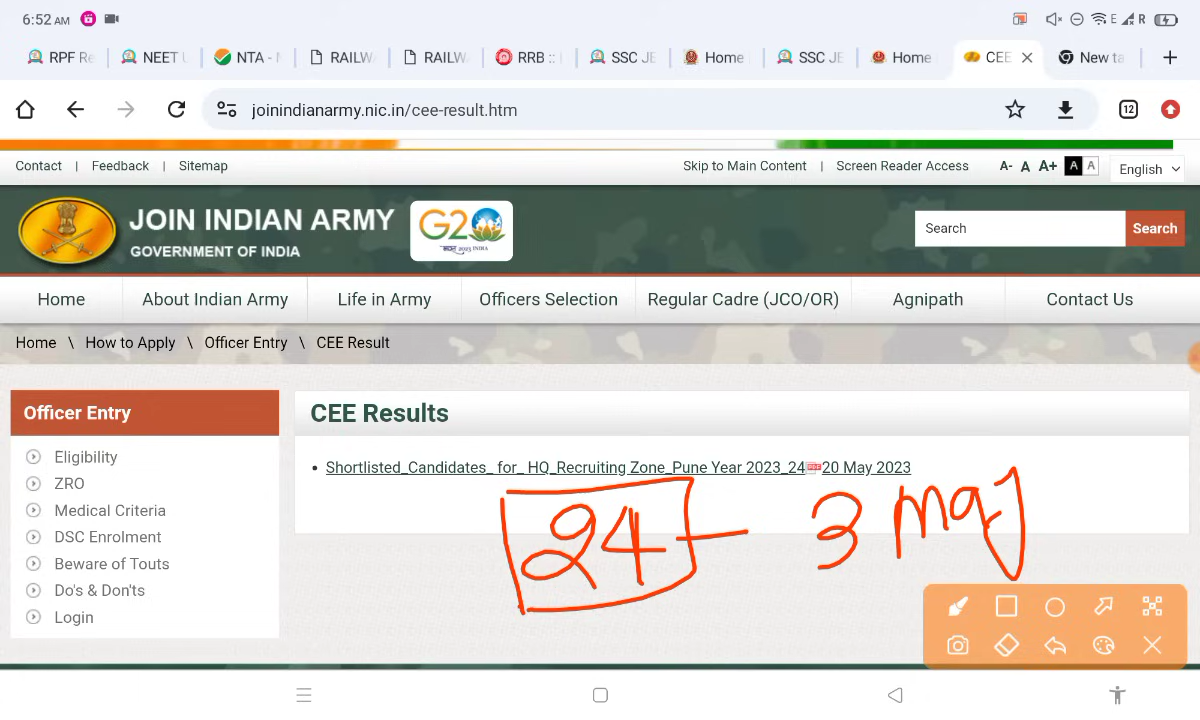 6:52 AM E R
RPF Re NEET U NTA - N RAILWA RAILW RRB :: SSC JE Home SSC JE Home CEE New ta
joinindianarmy.nic.in/cee-result.htm 12
Contact | Feedback | Sitemap Skip to Main Content | Screen Reader Access A- A A+ A A English
JOIN INDIAN ARMY
GOVERNMENT OF INDIA
G20
Search Search
Home About Indian Army Life in Army Officers Selection Regular Cadre (JCO/OR) Agnipath Contact Us
Home \ How to Apply \ Officer Entry \ CEE Result
Officer Entry
Eligibility
ZRO
Medical Criteria
DSC Enrolment
Beware of Touts
Do's & Don'ts
Login
CEE Results
• Shortlisted_Candidates_ for_ HQ_Recruiting Zone_Pune Year 2023_24 20 May 2023
24 - 3